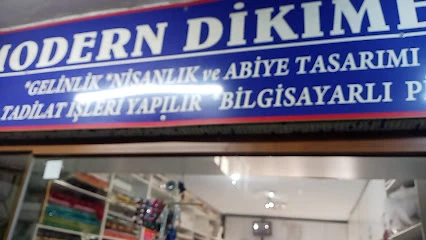 MODERN DİKİME
*GELİNLİK *NİŞANLIK ve ABİYE TASARIMI
TADİLAT İŞLERİ YAPILIR *BİLGİSAYARLI